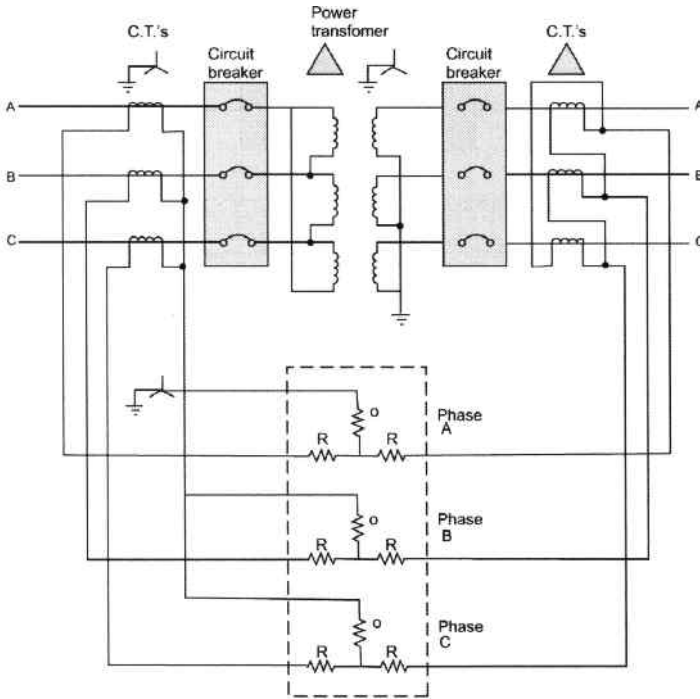 Power
transfomer
C.T.'s
C.T.'s
Circuit
breaker
Circuit
breaker
A
A
B
B
C
C
o
Phase
A
R
R
o
Phase
B
R
R
o
Phase
C
R
R